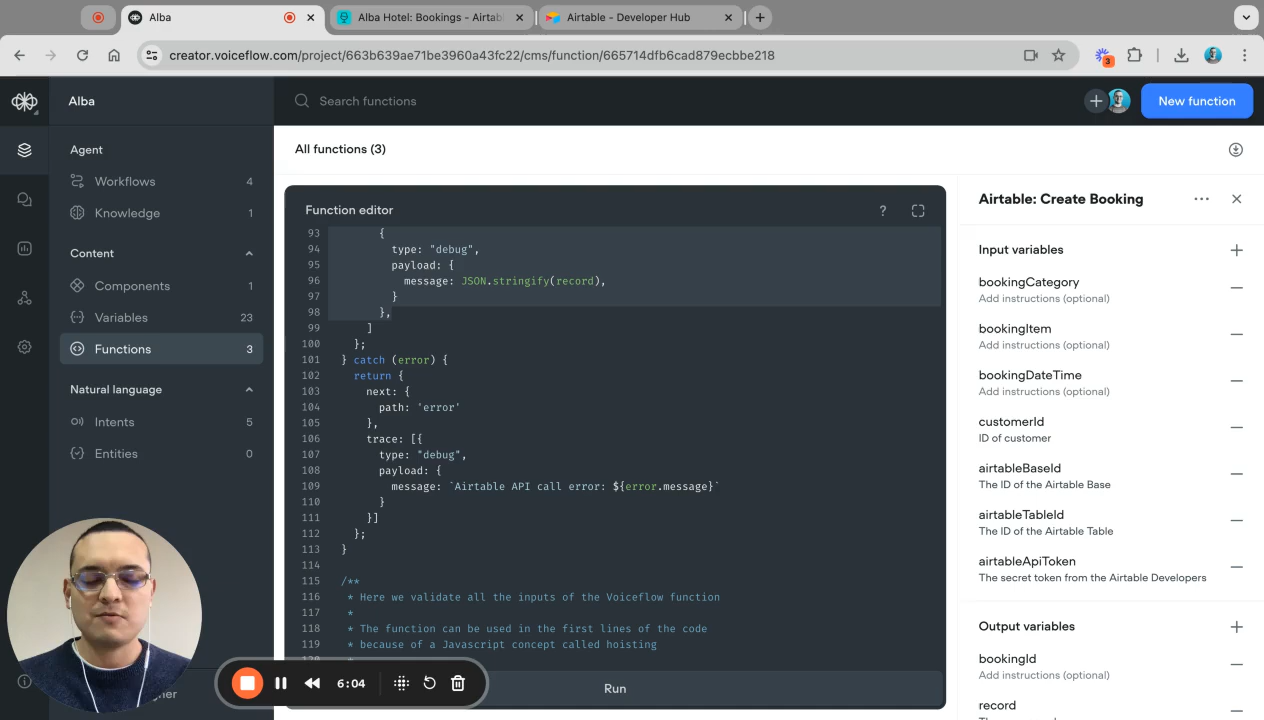 Alba
Alba Hotel: Bookings - Airtab
Airtable - Developer Hub
creator.voiceflow.com/project/663b639ae71be3960a43fc22/cms/function/665714dfb6cad879ecbbe218
3
Alba
Search functions
New function
Agent
Workflows 4
Knowledge 1
Content
Components 1
Variables 23
Functions 3
Natural language
Intents 5
Entities 0
All functions (3)
Function editor
?
93 {
94 type: "debug",
95 payload: {
96 message: JSON.stringify(record),
97 }
98 },
99 ]
100 };
101 } catch (error) {
102 return {
103 next: {
104 path: 'error'
105 },
106 trace: [{
107 type: "debug",
108 payload: {
109 message: `Airtable API call error: ${error.message}`
110 }
111 }]
112 };
113 }
114
115 /**
116 * Here we validate all the inputs of the Voiceflow function
117 *
118 * The function can be used in the first lines of the code
119 * because of a Javascript concept called hoisting
120 *
Run
Airtable: Create Booking
Input variables
bookingCategory
Add instructions (optional)
bookingItem
Add instructions (optional)
bookingDateTime
Add instructions (optional)
customerId
ID of customer
airtableBaseId
The ID of the Airtable Base
airtableTableId
The ID of the Airtable Table
airtableApiToken
The secret token from the Airtable Developers
Output variables
bookingId
Add instructions (optional)
record
6:04